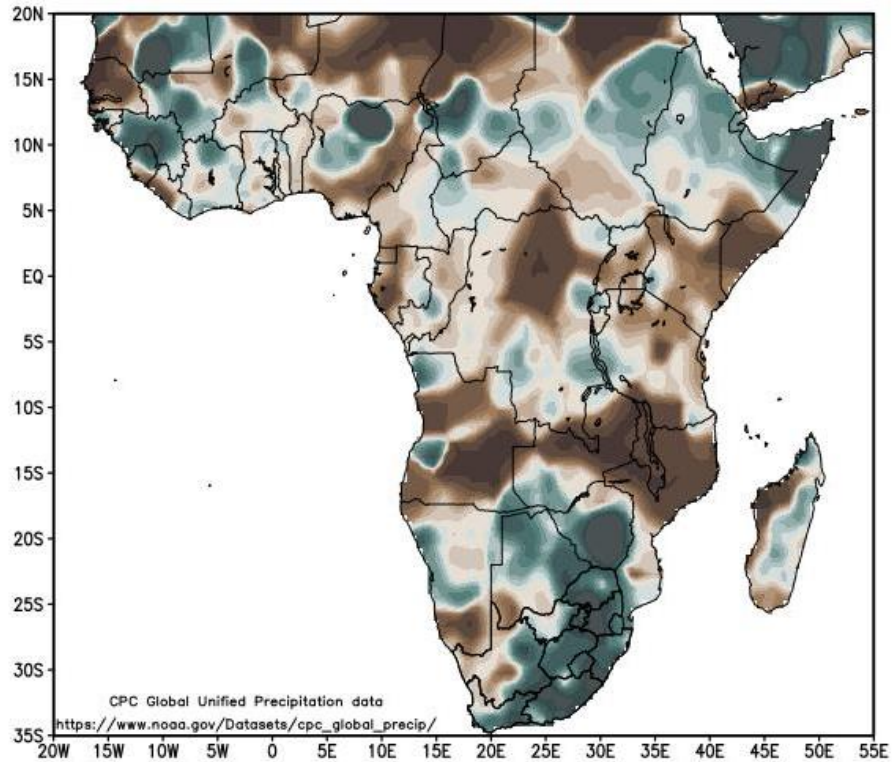 20N
15N
10N
5N
EQ
5S
10S
15S
20S
25S
30S
35S
CPC Global Unified Precipitation data
https://www.noaa.gov/Datasets/cpc_global_precip/
20W 15W 10W 5W 0 5E 10E 15E 20E 25E 30E 35E 40E 45E 50E 55E